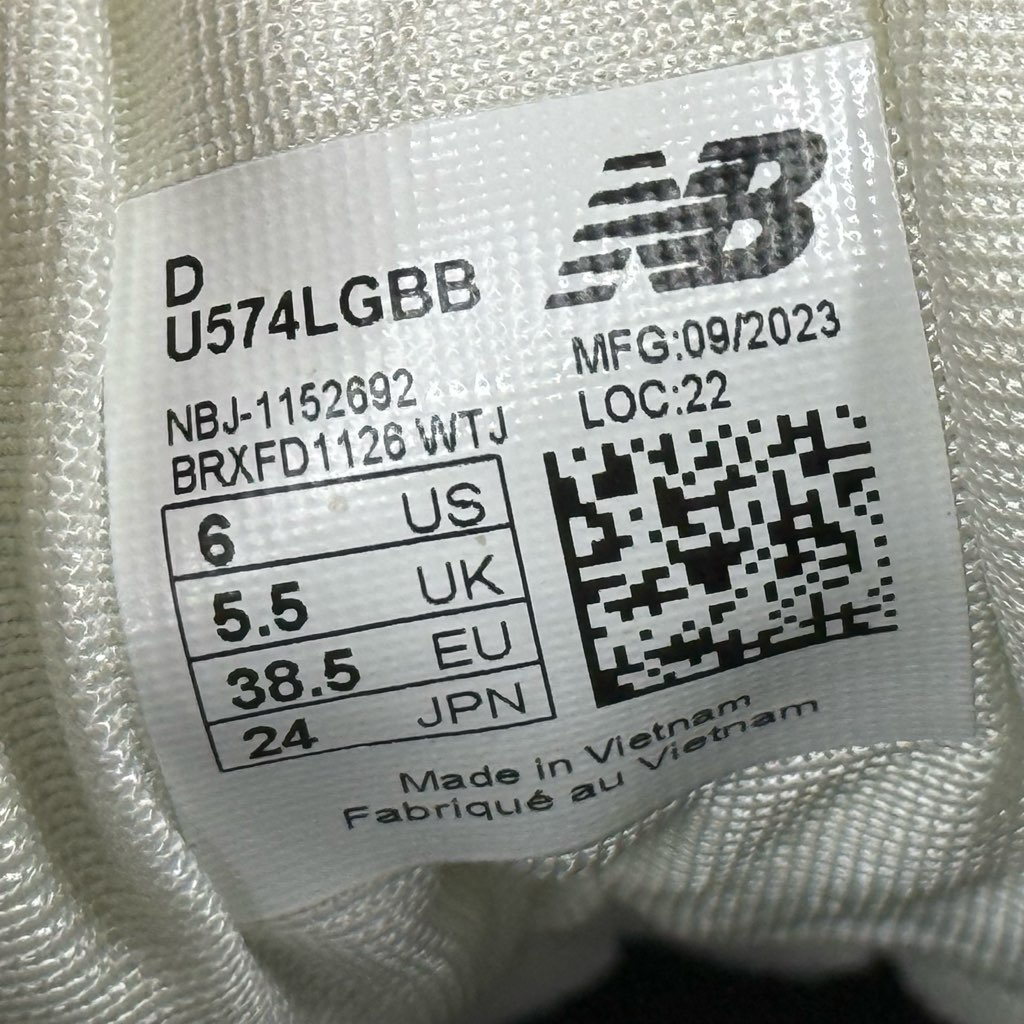 NB
D
U574LGBB
MFG:09/2023
LOC:22
NBJ-1152692
BRXFD1126 WTJ
6 US
5.5 UK
38.5 EU
24 JPN
Made in Vietnam
Fabriqué au Vietnam